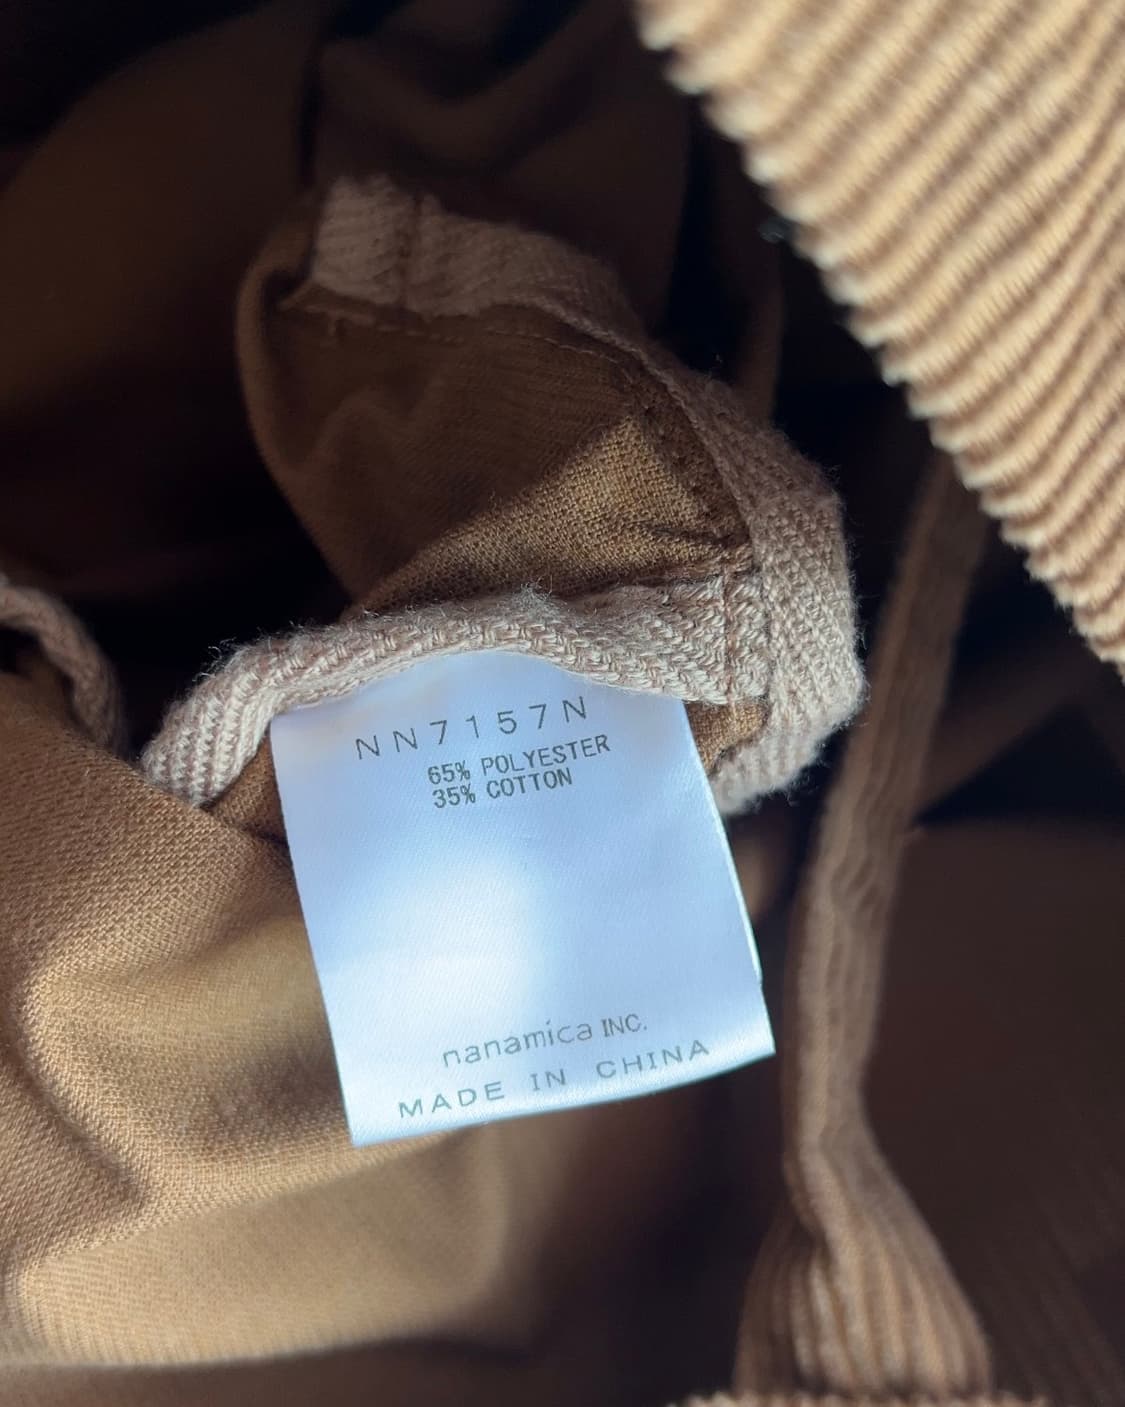 NN7157N
65% POLYESTER
35% COTTON
nanamica INC.
MADE IN CHINA